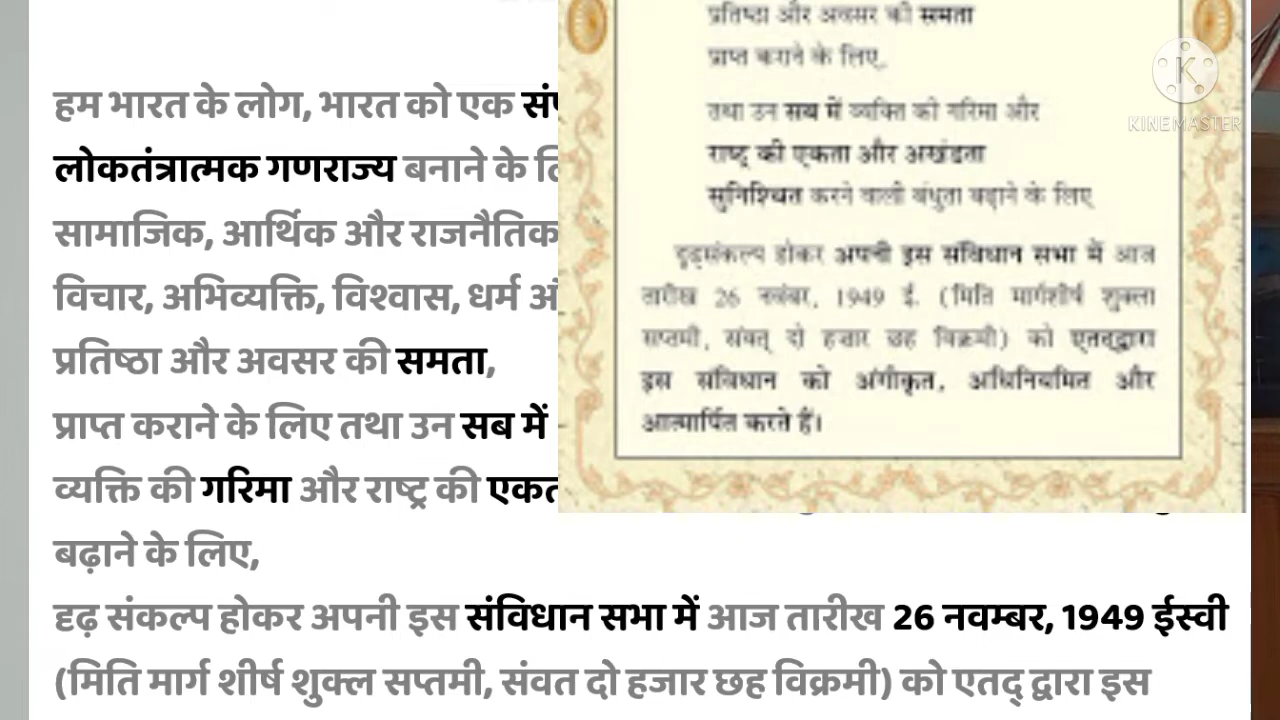 हम भारत के लोग, भारत को एक
लोकतंत्रात्मक गणराज्य बनाने के
सामाजिक, आर्थिक और राजनैतिक
विचार, अभिव्यक्ति, विश्वास, धर्म
प्रतिष्ठा और अवसर की समता,
प्राप्त कराने के लिए तथा उन सब में
व्यक्ति की गरिमा और राष्ट्र की
बढ़ाने के लिए,
दृढ़ संकल्प होकर अपनी इस संविधान सभा में आज तारीख 26 नवम्बर, 1949 ईस्वी
(मिति मार्ग शीर्ष शुक्ल सप्तमी, संवत दो हजार छह विक्रमी) को एतद् द्वारा इस
प्रतिष्ठा और अवसर की समता
प्राप्त कराने के लिए,
तथा उन सब में व्यक्ति की गरिमा और
राष्ट्र की एकता और अखंडता
सुनिश्चित करने वाली बंधुता बढ़ाने के लिए
दृढ़संकल्प होकर अपनी इस संविधान सभा में आज
तारीख 26 नवंबर, 1949 ई. (मिति मार्गशीर्ष शुक्ला
सप्तमी, संवत् दो हजार छह विक्रमी) को एतद्द्वारा
इस संविधान को अंगीकृत, अधिनियमित और
आत्मार्पित करते हैं।
KINEMASTER